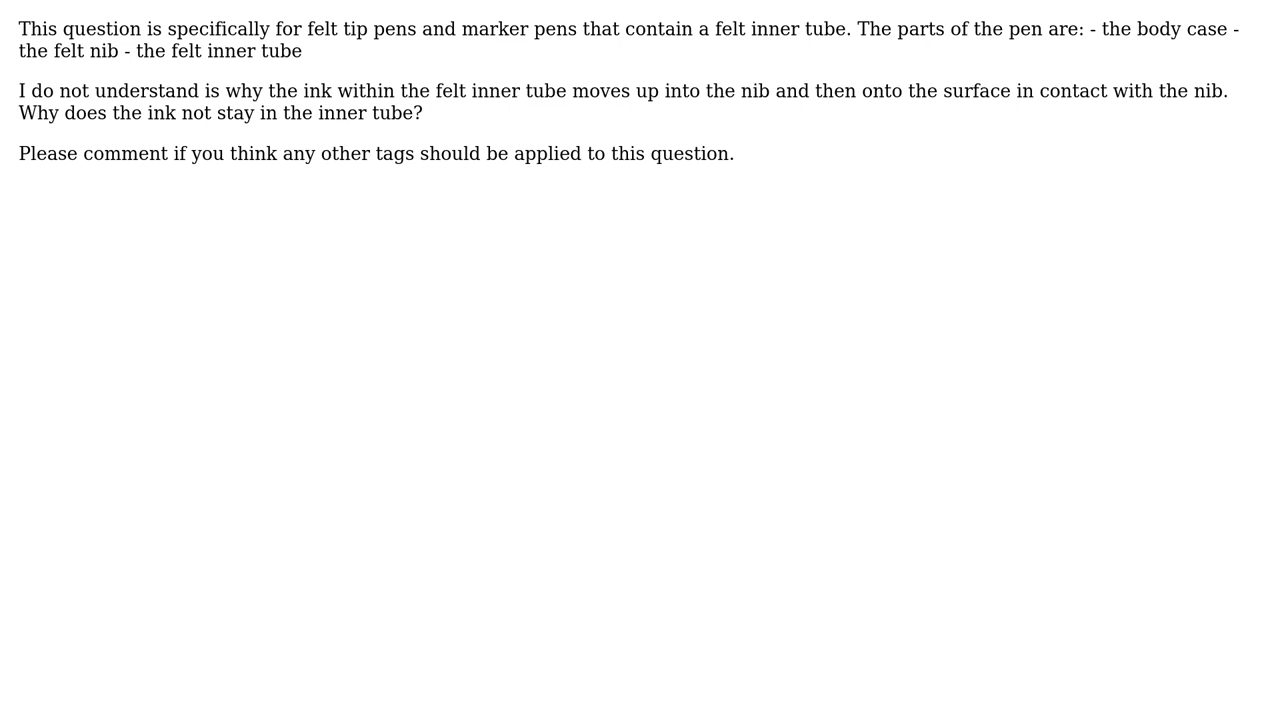 This question is specifically for felt tip pens and marker pens that contain a felt inner tube. The parts of the pen are: - the body case -
the felt nib - the felt inner tube
I do not understand is why the ink within the felt inner tube moves up into the nib and then onto the surface in contact with the nib.
Why does the ink not stay in the inner tube?
Please comment if you think any other tags should be applied to this question.